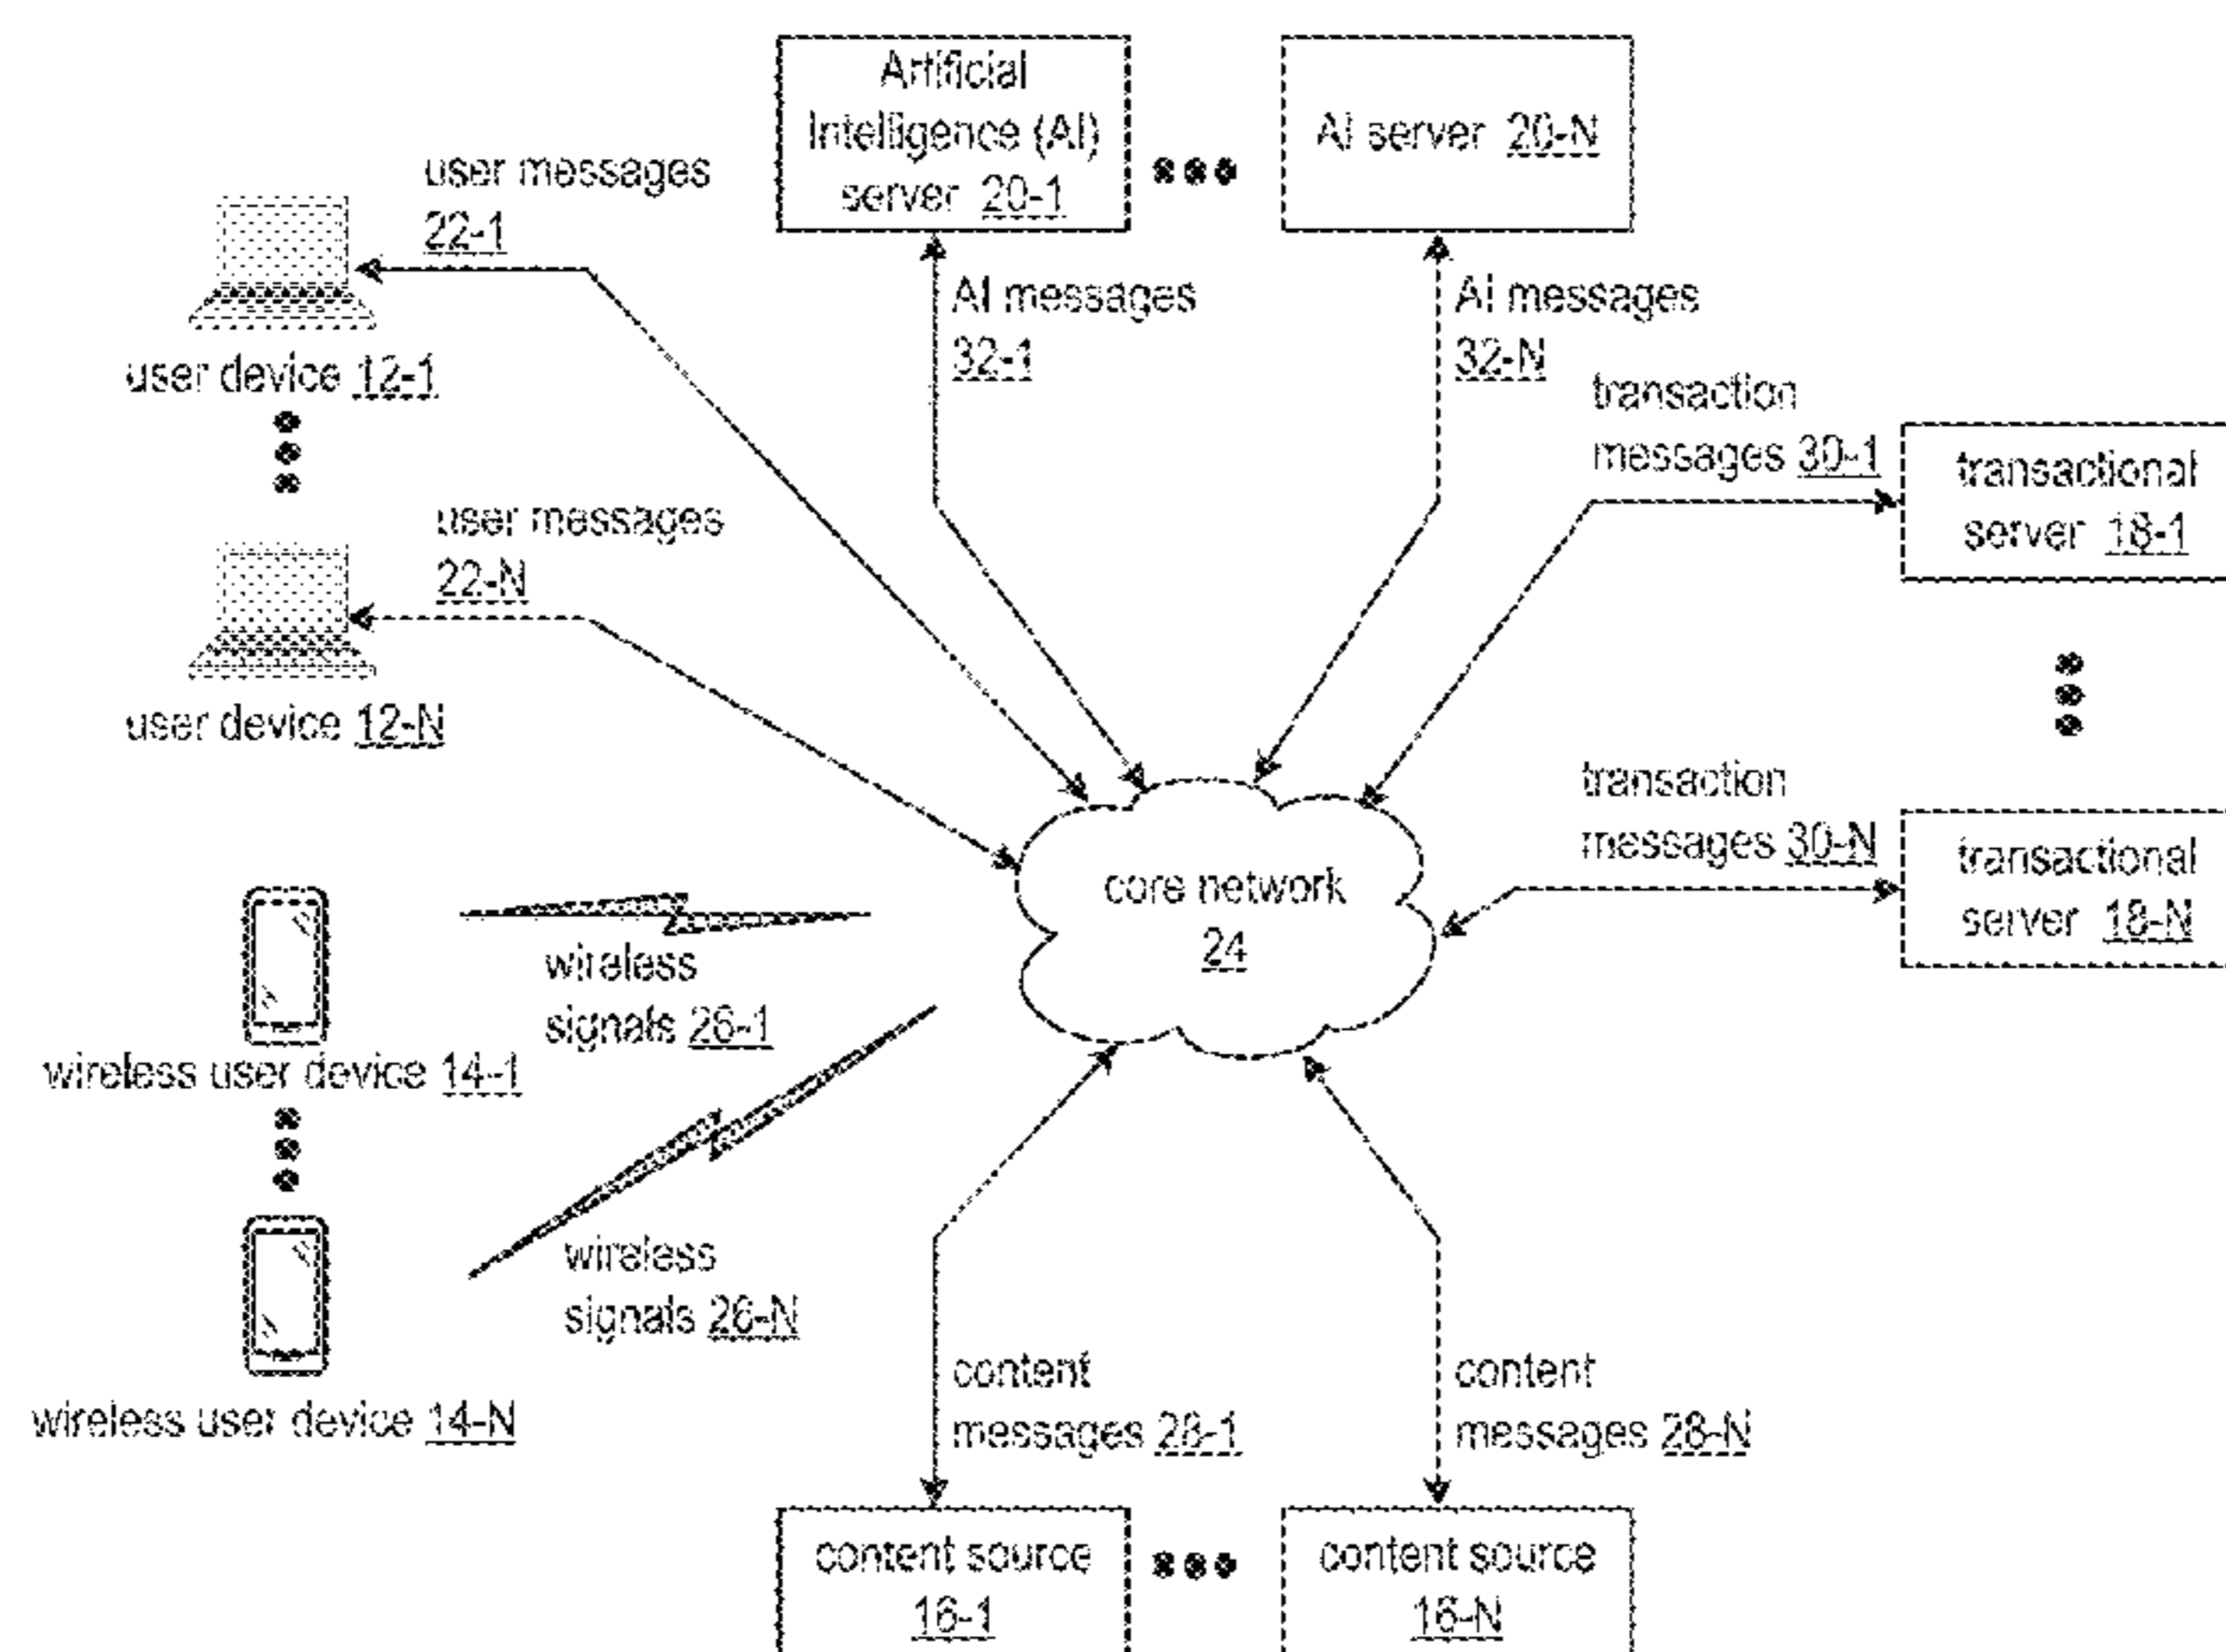 Artificial
Intelligence (AI)
server 20-1
AI server 20-N
user messages
22-1
AI messages
32-1
AI messages
32-N
user device 12-1
transaction
messages 30-1
transactional
server 18-1
user messages
22-N
user device 12-N
transaction
messages 30-N
transactional
server 18-N
core network
24
wireless
signals 26-1
wireless user device 14-1
wireless
signals 26-N
wireless user device 14-N
content
messages 28-1
content
messages 28-N
content source
16-1
content source
16-N